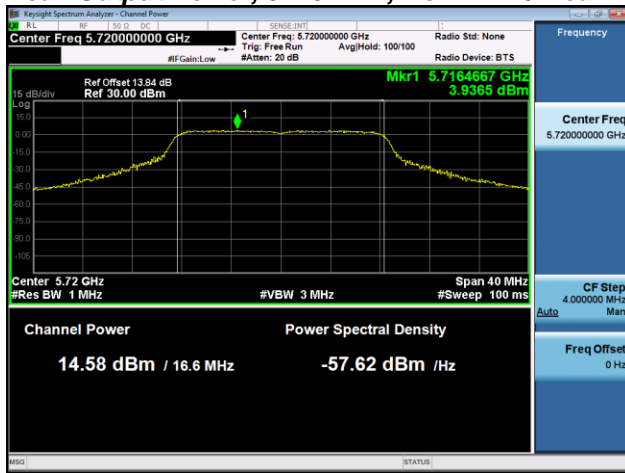 Keysight Spectrum Analyzer - Channel Power
RL RF 50 Ω DC SENSE:INT
Center Freq 5.720000000 GHz
#IFGain:Low
Center Freq: 5.720000000 GHz
Trig: Free Run Avg|Hold: 100/100
#Atten: 20 dB
Radio Std: None
Radio Device: BTS
Frequency
Ref Offset 13.84 dB
15 dB/div Ref 30.00 dBm
Mkr1 5.7164667 GHz
3.9365 dBm
Log
15.0
0.00
-15.0
-30.0
-45.0
-60.0
-75.0
-90.0
-105
1
Center Freq
5.720000000 GHz
Center 5.72 GHz Span 40 MHz
#Res BW 1 MHz #VBW 3 MHz #Sweep 100 ms
CF Step
4.000000 MHz
Auto Man
Channel Power Power Spectral Density
14.58 dBm / 16.6 MHz -57.62 dBm /Hz
Freq Offset
0 Hz
MSG STATUS